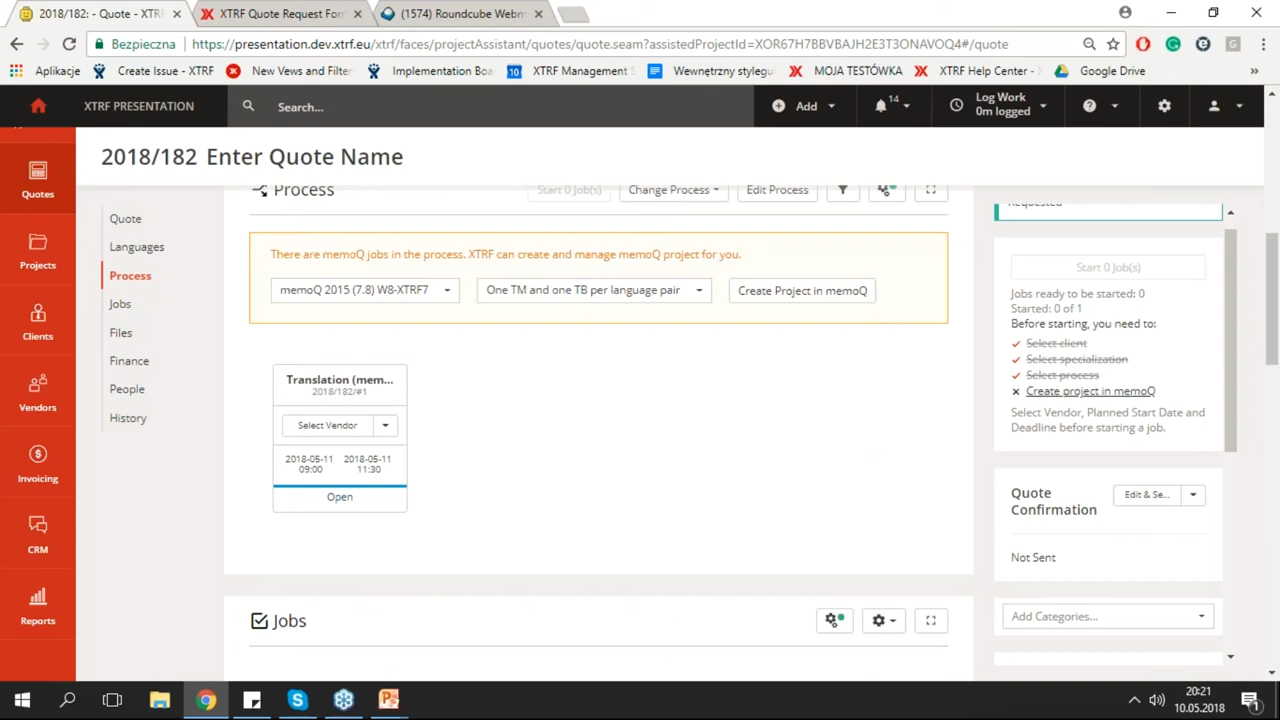 2018/182: - Quote - XTRF
XTRF Quote Request Form
(1574) Roundcube Webm
Bezpieczna
https://presentation.dev.xtrf.eu/xtrf/faces/projectAssistant/quotes/quote.seam?assistedProjectId=XOR67H7BBVBAJH2E3T3ONAVOQ4#/quote
Aplikacje
Create Issue - XTRF
New Vews and Filter
Implementation Boa
10
XTRF Management S
Wewnętrzny stylegu
MOJA TESTÓWKA
XTRF Help Center -
Google Drive
»
XTRF PRESENTATION
Search...
Add
14
Log Work
0m logged
2018/182 Enter Quote Name
Quotes
Projects
Clients
Vendors
Invoicing
CRM
Reports
Quote
Languages
Process
Jobs
Files
Finance
People
History
Process
Start 0 Job(s)
Change Process
Edit Process
There are memoQ jobs in the process. XTRF can create and manage memoQ project for you.
memoQ 2015 (7.8) W8-XTRF7
One TM and one TB per language pair
Create Project in memoQ
Translation (mem...
2018/182/#1
Select Vendor
2018-05-11 2018-05-11
09:00 11:30
Open
Jobs
Requested
Start 0 Job(s)
Jobs ready to be started: 0
Started: 0 of 1
Before starting, you need to:
Select client
Select specialization
Select process
Create project in memoQ
Select Vendor, Planned Start Date and
Deadline before starting a job.
Quote
Confirmation
Edit & Se...
Not Sent
Add Categories...
20:21
10.05.2018
1